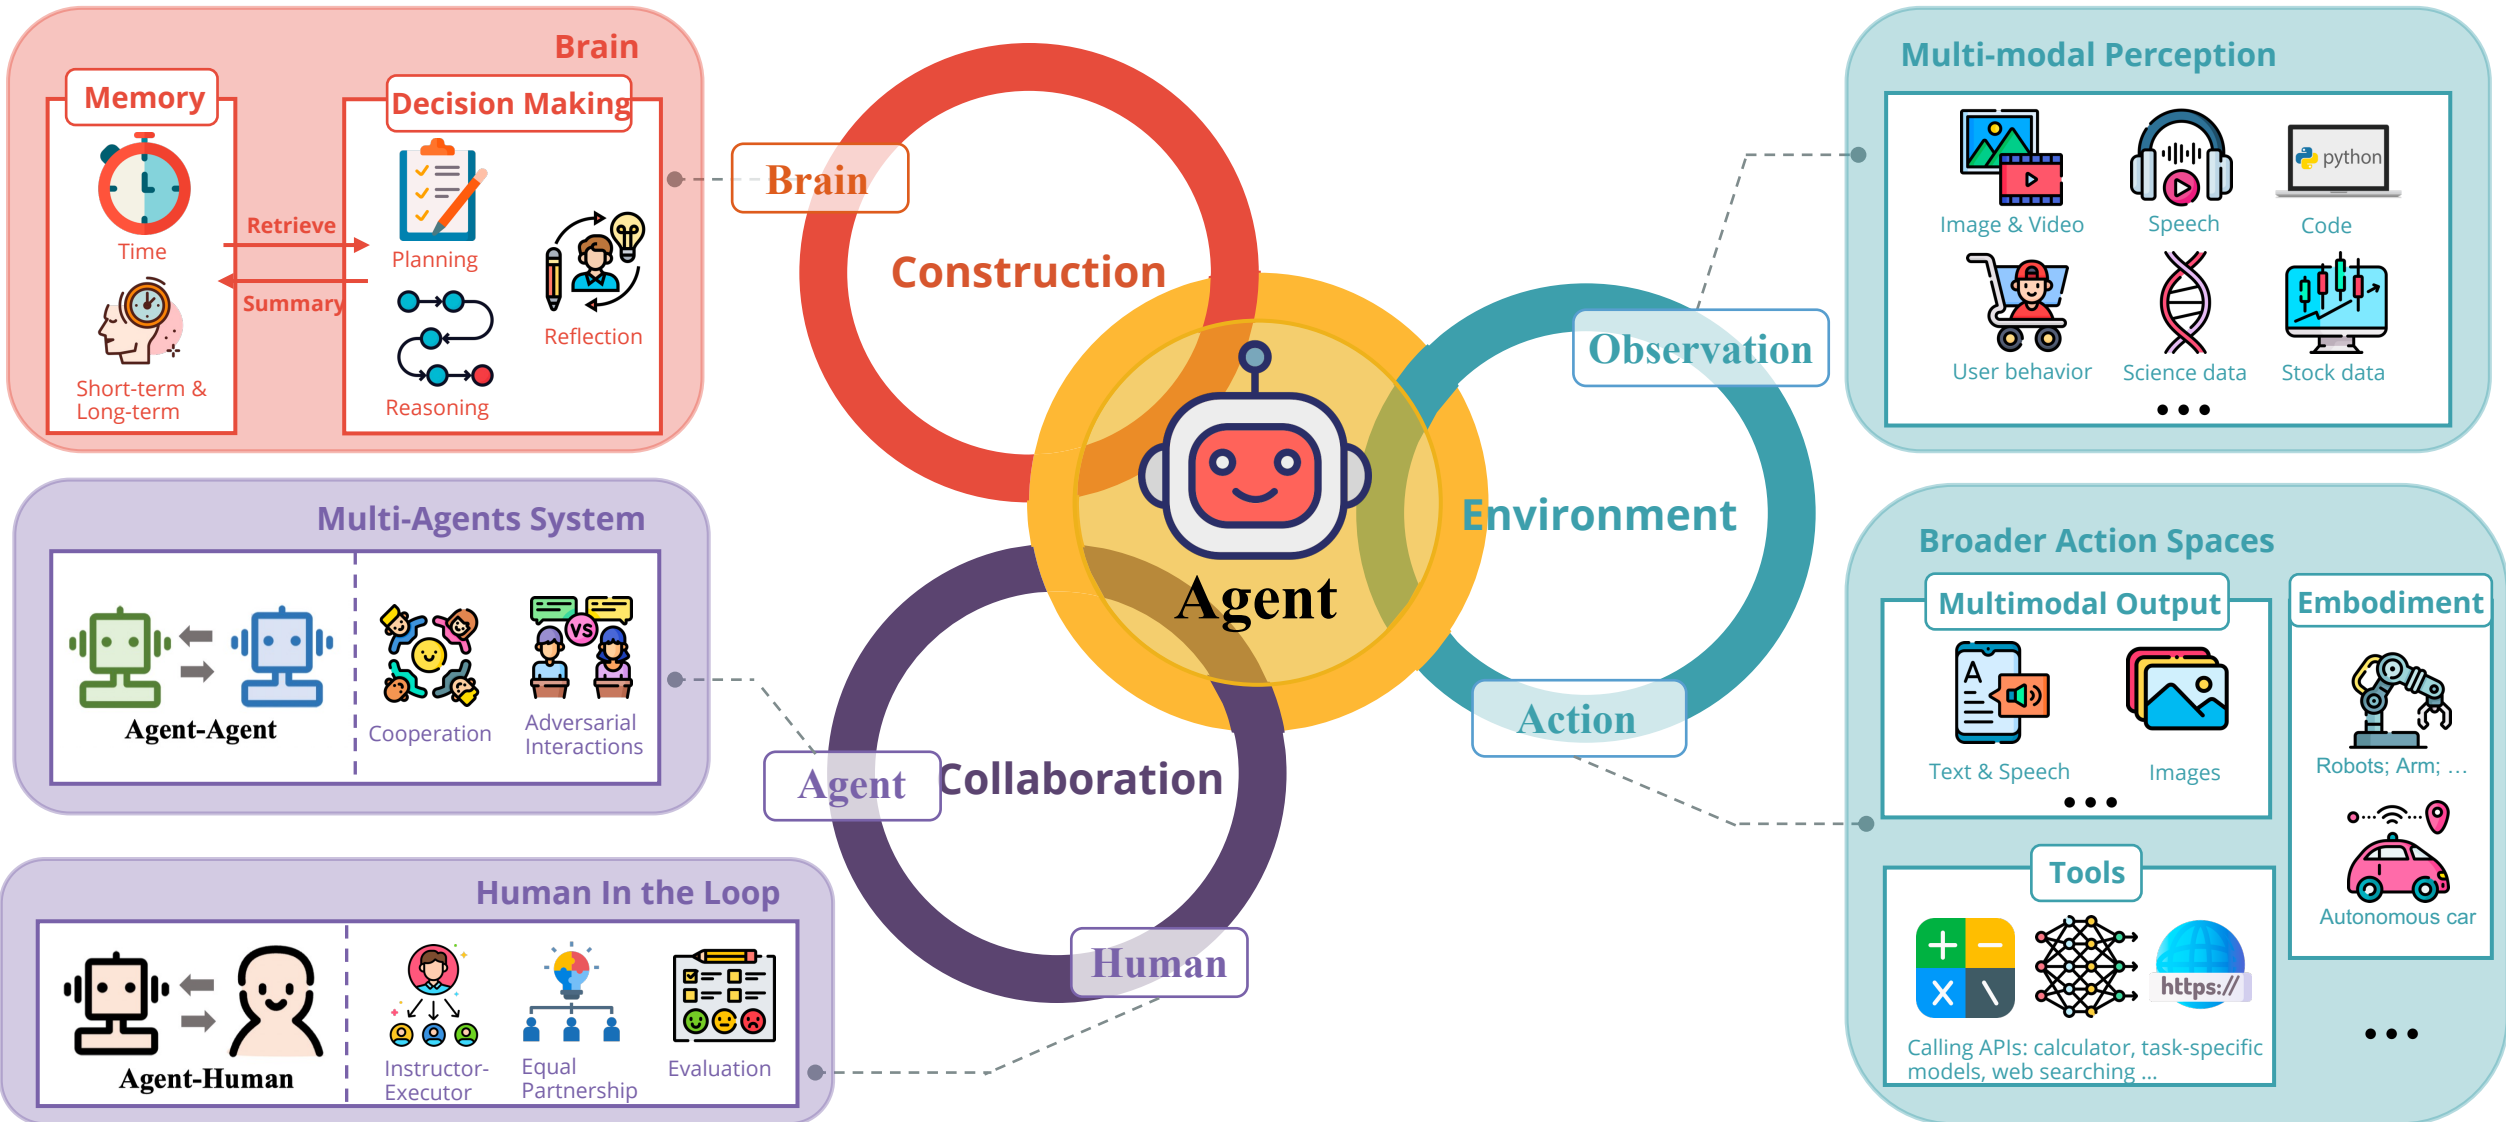 Brain
Memory
Time
Short-term &
Long-term
Retrieve
Summary
Decision Making
Planning
Reasoning
Reflection
Multi-Agents System
Agent-Agent
Cooperation
Adversarial
Interactions
Human In the Loop
Agent-Human
Instructor-
Executor
Equal
Partnership
Evaluation
VS
Brain
Construction
Agent
Environment
Observation
Action
Agent
Collaboration
Human
Multi-modal Perception
Image & Video
Speech
python
Code
User behavior
Science data
Stock data
...
Broader Action Spaces
Multimodal Output
A
Text & Speech
Images
...
Embodiment
Robots; Arm; ...
Autonomous car
...
Tools
+ −
× \
https://
Calling APIs: calculator, task-specific
models, web searching ...